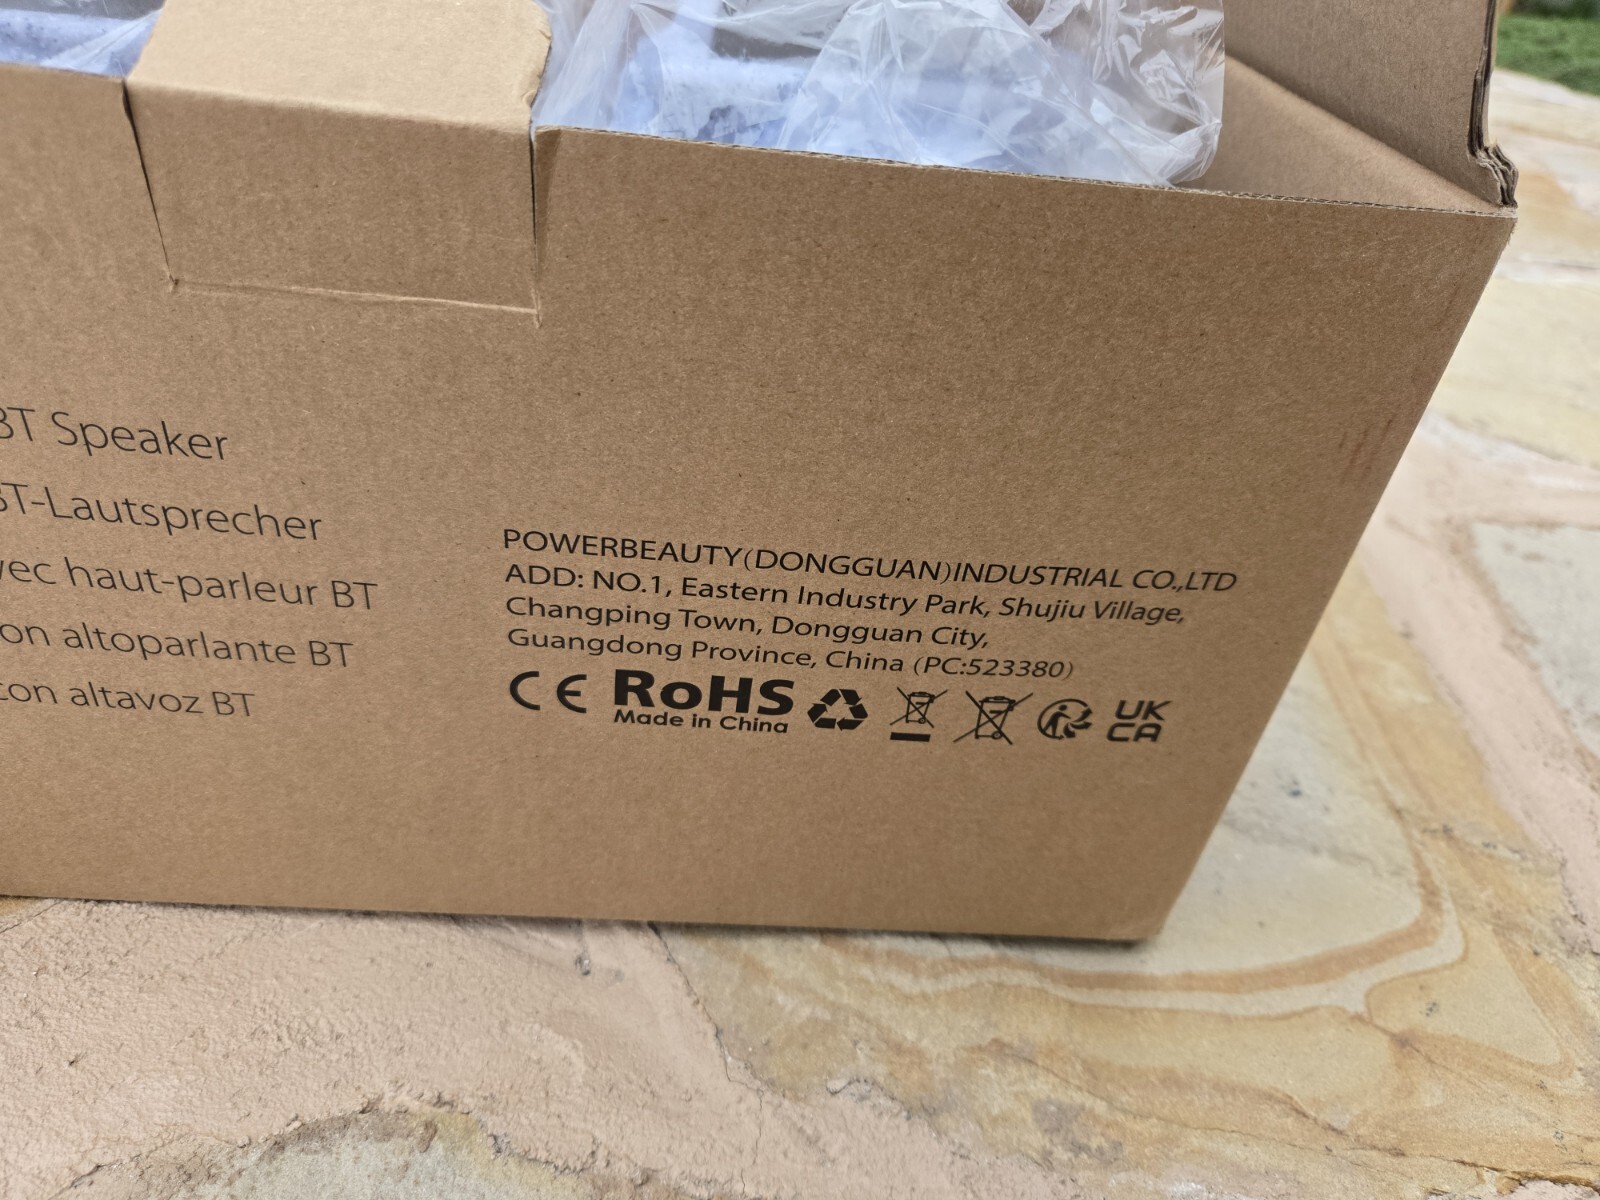 BT Speaker
BT-Lautsprecher
haut-parleur BT
altoparlante BT
con altavoz BT
POWERBEAUTY(DONGGUAN)INDUSTRIAL CO.,LTD
ADD: NO.1, Eastern Industry Park, Shujiu Village,
Changping Town, Dongguan City,
Guangdong Province, China (PC:523380)
CE RoHS
Made in China
UK
CA